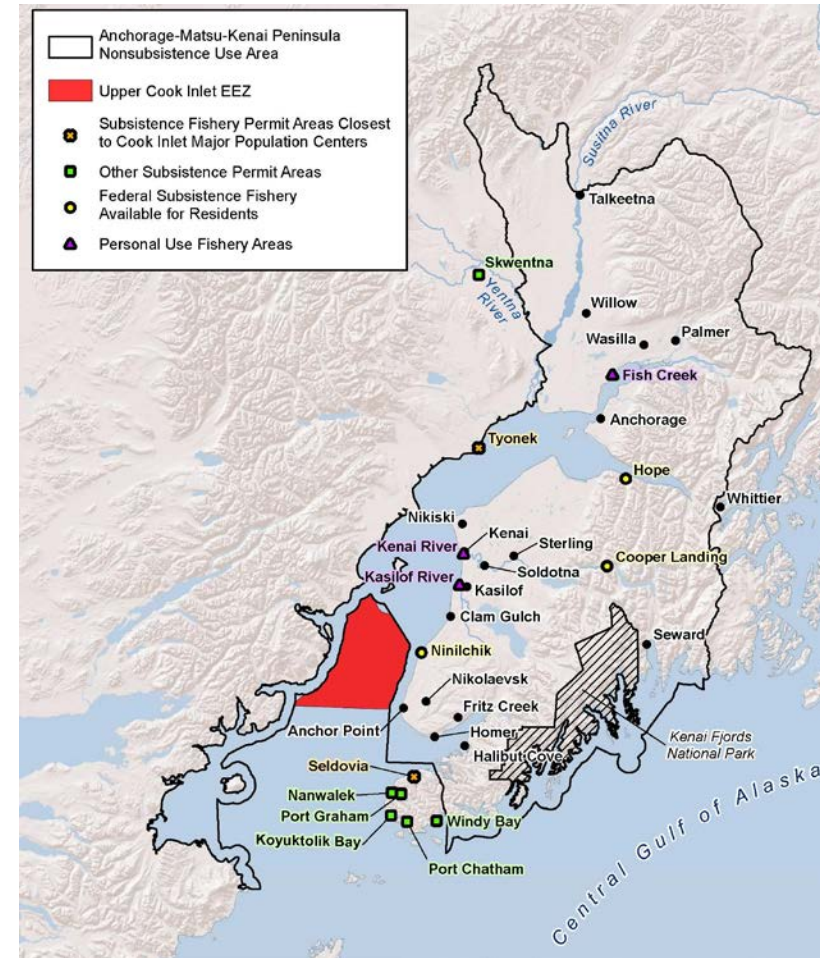 Anchorage-Matsu-Kenai Peninsula
Nonsubsistence Use Area
Upper Cook Inlet EEZ
Subsistence Fishery Permit Areas Closest
to Cook Inlet Major Population Centers
Other Subsistence Permit Areas
Federal Subsistence Fishery
Available for Residents
Personal Use Fishery Areas
Susitna River
Talkeetna
Skwentna
Yentna
River
Willow
Wasilla
Palmer
Fish Creek
Anchorage
Tyonek
Hope
Whittier
Nikiski
Kenai
Kenai River
Sterling
Cooper Landing
Soldotna
Kasilof River
Kasilof
Clam Gulch
Seward
Ninilchik
Nikolaevsk
Fritz Creek
Anchor Point
Homer
Kenai Fjords
National Park
Halibut Cove
Seldovia
Nanwalek
Port Graham
Windy Bay
Koyuktolik Bay
Port Chatham
Central Gulf of Alaska